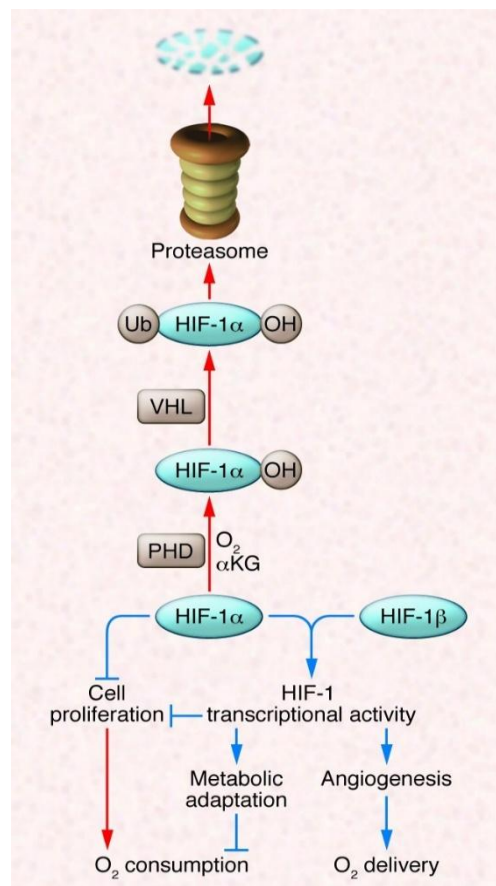 Proteasome
Ub HIF-1α OH
VHL
HIF-1α OH
PHD O₂
αKG
HIF-1α HIF-1β
Cell
proliferation
HIF-1
transcriptional activity
Metabolic
adaptation
Angiogenesis
O₂ consumption
O₂ delivery